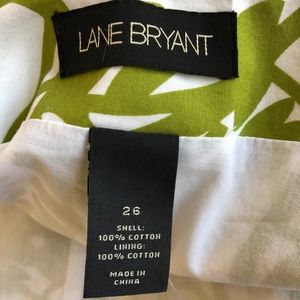 LANE BRYANT
26
SHELL:
100% COTTON
LINING:
100% COTTON
MADE IN
CHINA